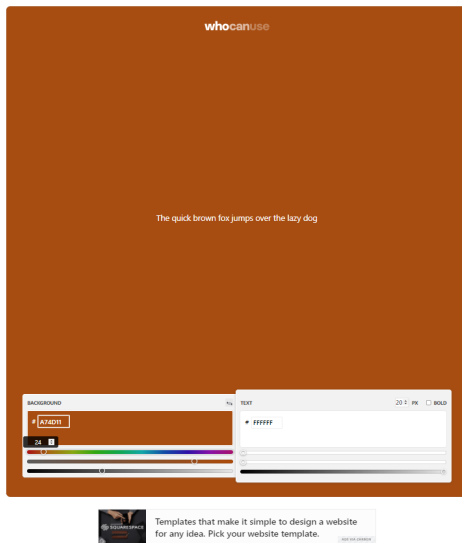 whocanuse
The quick brown fox jumps over the lazy dog
BACKGROUND
# A74D11
24
TEXT
20 PX BOLD
# FFFFFF
SQUARESPACE
Templates that make it simple to design a website
for any idea. Pick your website template.